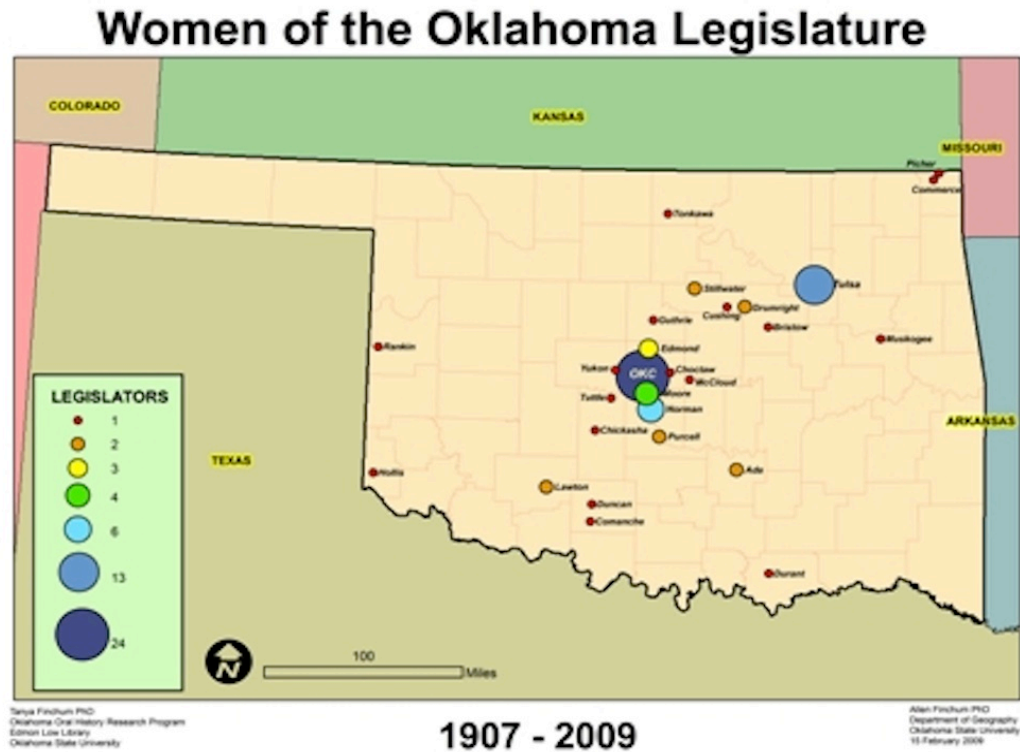 Women of the Oklahoma Legislature
COLORADO
KANSAS
MISSOURI
Picher
Commerce
Tonkawa
Stillwater
Tulsa
Cushing
Drumright
Guthrie
Bristow
Muskogee
Rankin
Edmond
Yukon
OKC
Choctaw
McCloud
Tuttle
Moore
Norman
ARKANSAS
Chickasha
Purcell
TEXAS
Hollis
Ada
Lawton
Duncan
Comanche
Durant
LEGISLATORS
1
2
3
4
6
13
24
N
100
Miles
Tanya Finchum PhD
Oklahoma Oral History Research Program
Edmon Low Library
Oklahoma State University
1907 - 2009
Allen Finchum PhD
Department of Geography
Oklahoma State University
15 February 2009